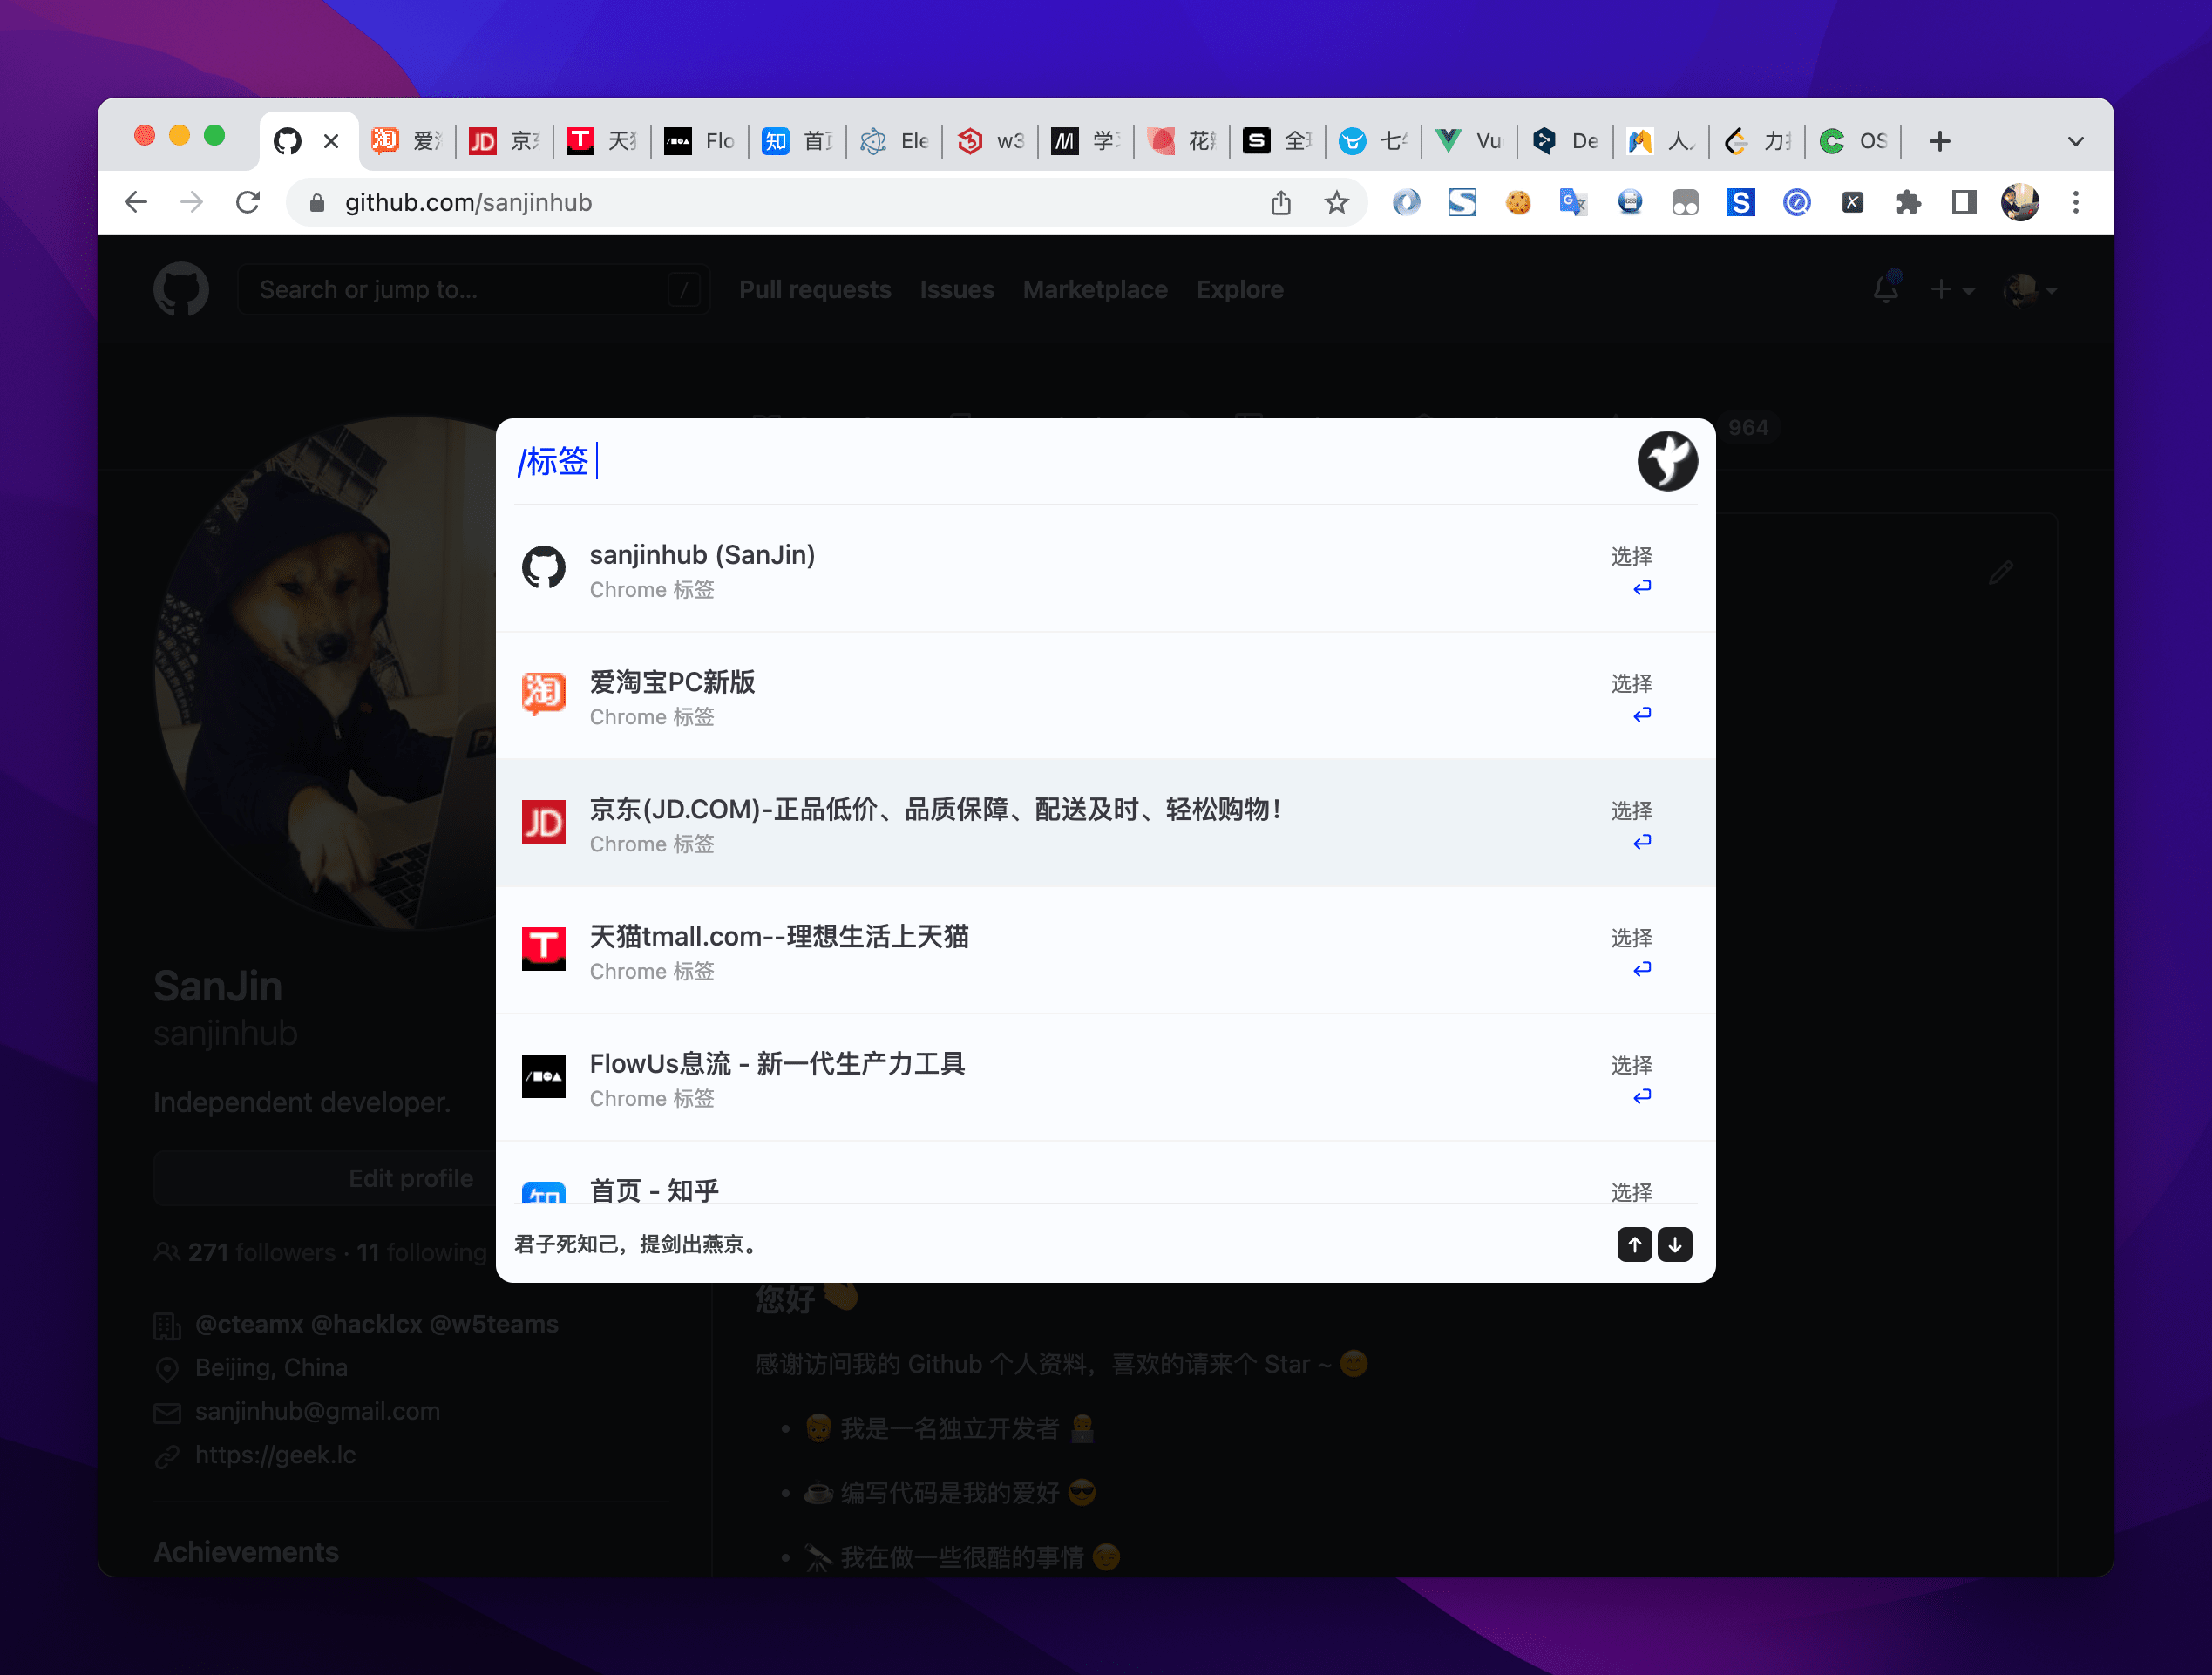 爱
京
天
Flo
首
Ele
w3
学
花
全
七
Vu
De
人
力
OS
github.com/sanjinhub
Search or jump to...
/
Pull requests
Issues
Marketplace
Explore
964
/标签
sanjinhub (SanJin)
Chrome 标签
选择
爱淘宝PC新版
Chrome 标签
选择
京东(JD.COM)-正品低价、品质保障、配送及时、轻松购物！
Chrome 标签
选择
天猫tmall.com--理想生活上天猫
Chrome 标签
选择
FlowUs息流 - 新一代生产力工具
Chrome 标签
选择
首页 - 知乎
选择
君子死知己，提剑出燕京。
SanJin
sanjinhub
Independent developer.
Edit profile
271 followers · 11 following
@cteamx @hacklcx @w5teams
Beijing, China
sanjinhub@gmail.com
https://geek.lc
Achievements
您好 👋
感谢访问我的 Github 个人资料，喜欢的请来个 Star ~
我是一名独立开发者
编写代码是我的爱好
我在做一些很酷的事情